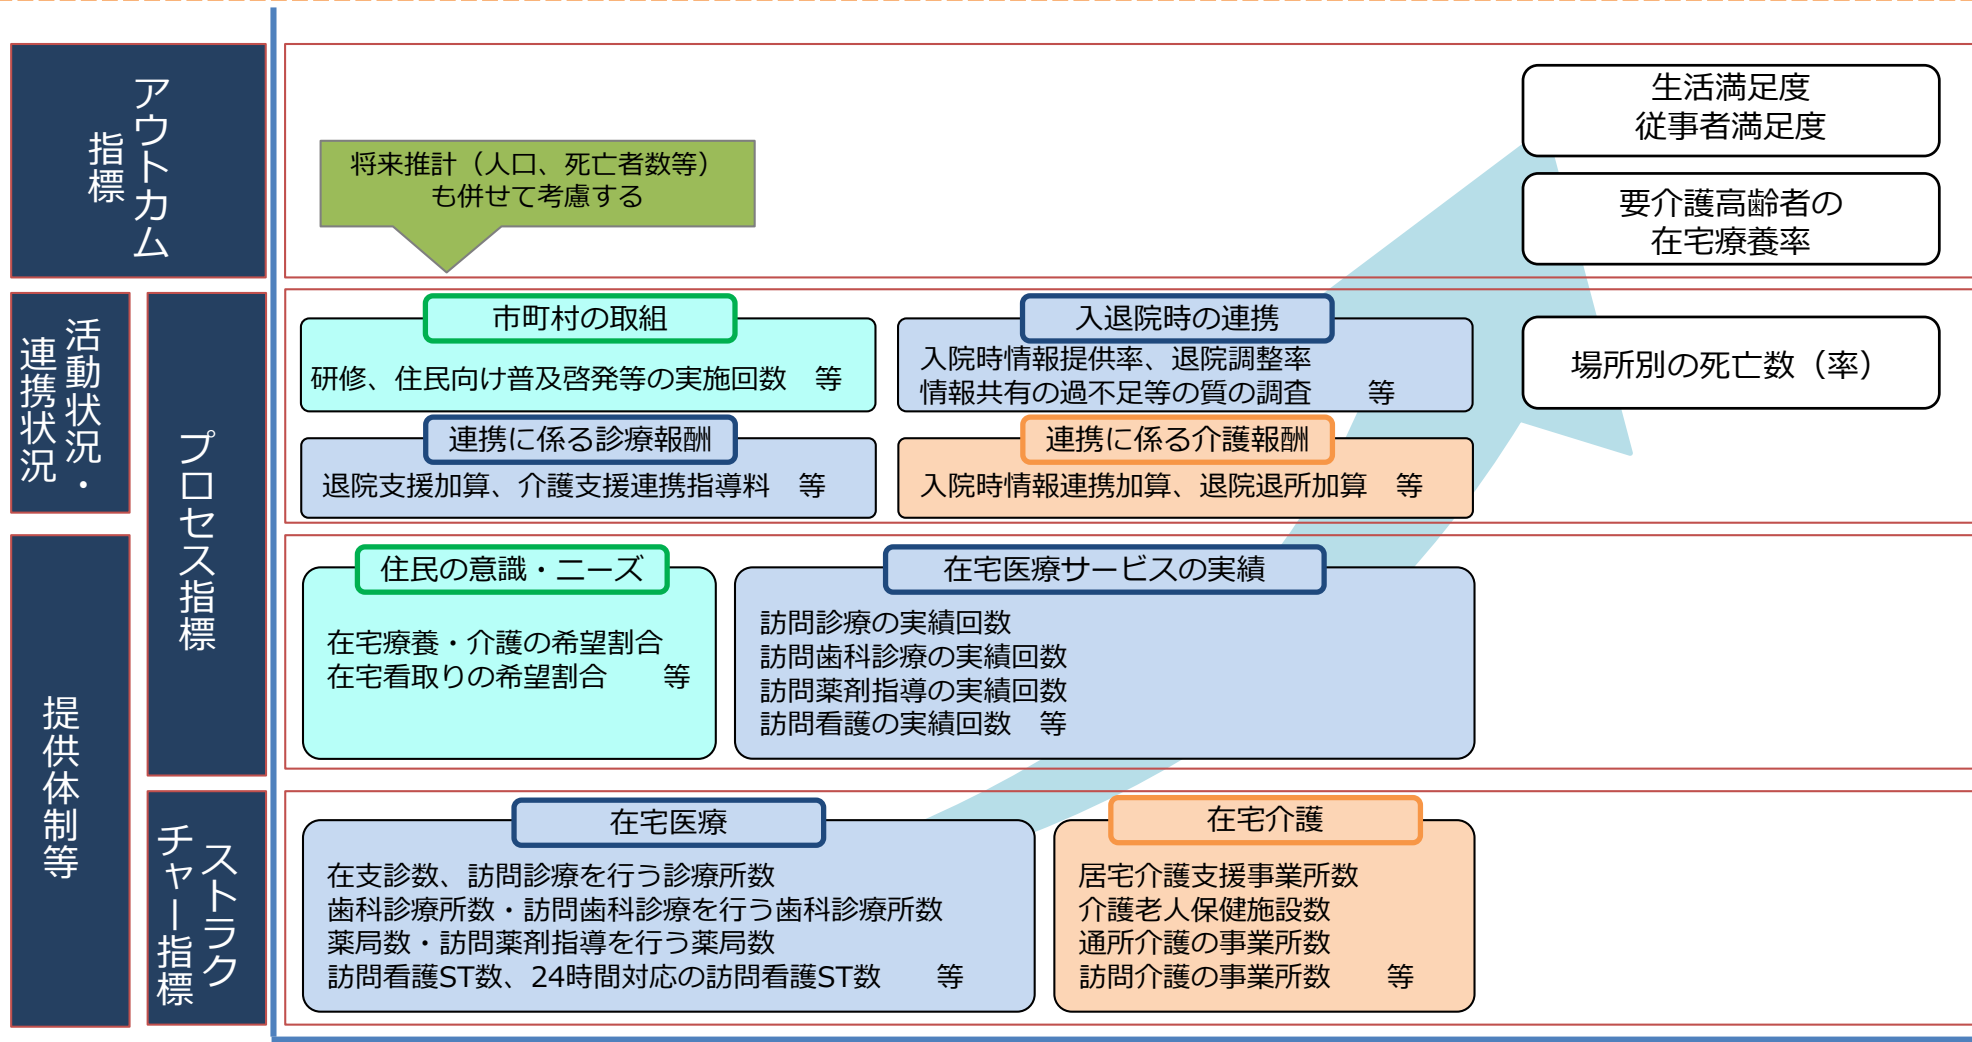 アウトカム
指標
生活満足度
従事者満足度
将来推計（人口、死亡者数等）
も併せて考慮する
要介護高齢者の
在宅療養率
活動状況・
連携状況
プロセス指標
市町村の取組
研修、住民向け普及啓発等の実施回数　等
入退院時の連携
入院時情報提供率、退院調整率
情報共有の過不足等の質の調査　　等
場所別の死亡数（率）
連携に係る診療報酬
退院支援加算、介護支援連携指導料　等
連携に係る介護報酬
入院時情報連携加算、退院退所加算　等
提供体制等
住民の意識・ニーズ
在宅療養・介護の希望割合
在宅看取りの希望割合　　等
在宅医療サービスの実績
訪問診療の実績回数
訪問歯科診療の実績回数
訪問薬剤指導の実績回数
訪問看護の実績回数　等
ストラク
チャー指標
在宅医療
在支診数、訪問診療を行う診療所数
歯科診療所数・訪問歯科診療を行う歯科診療所数
薬局数・訪問薬剤指導を行う薬局数
訪問看護ST数、24時間対応の訪問看護ST数　　等
在宅介護
居宅介護支援事業所数
介護老人保健施設数
通所介護の事業所数
訪問介護の事業所数　　等